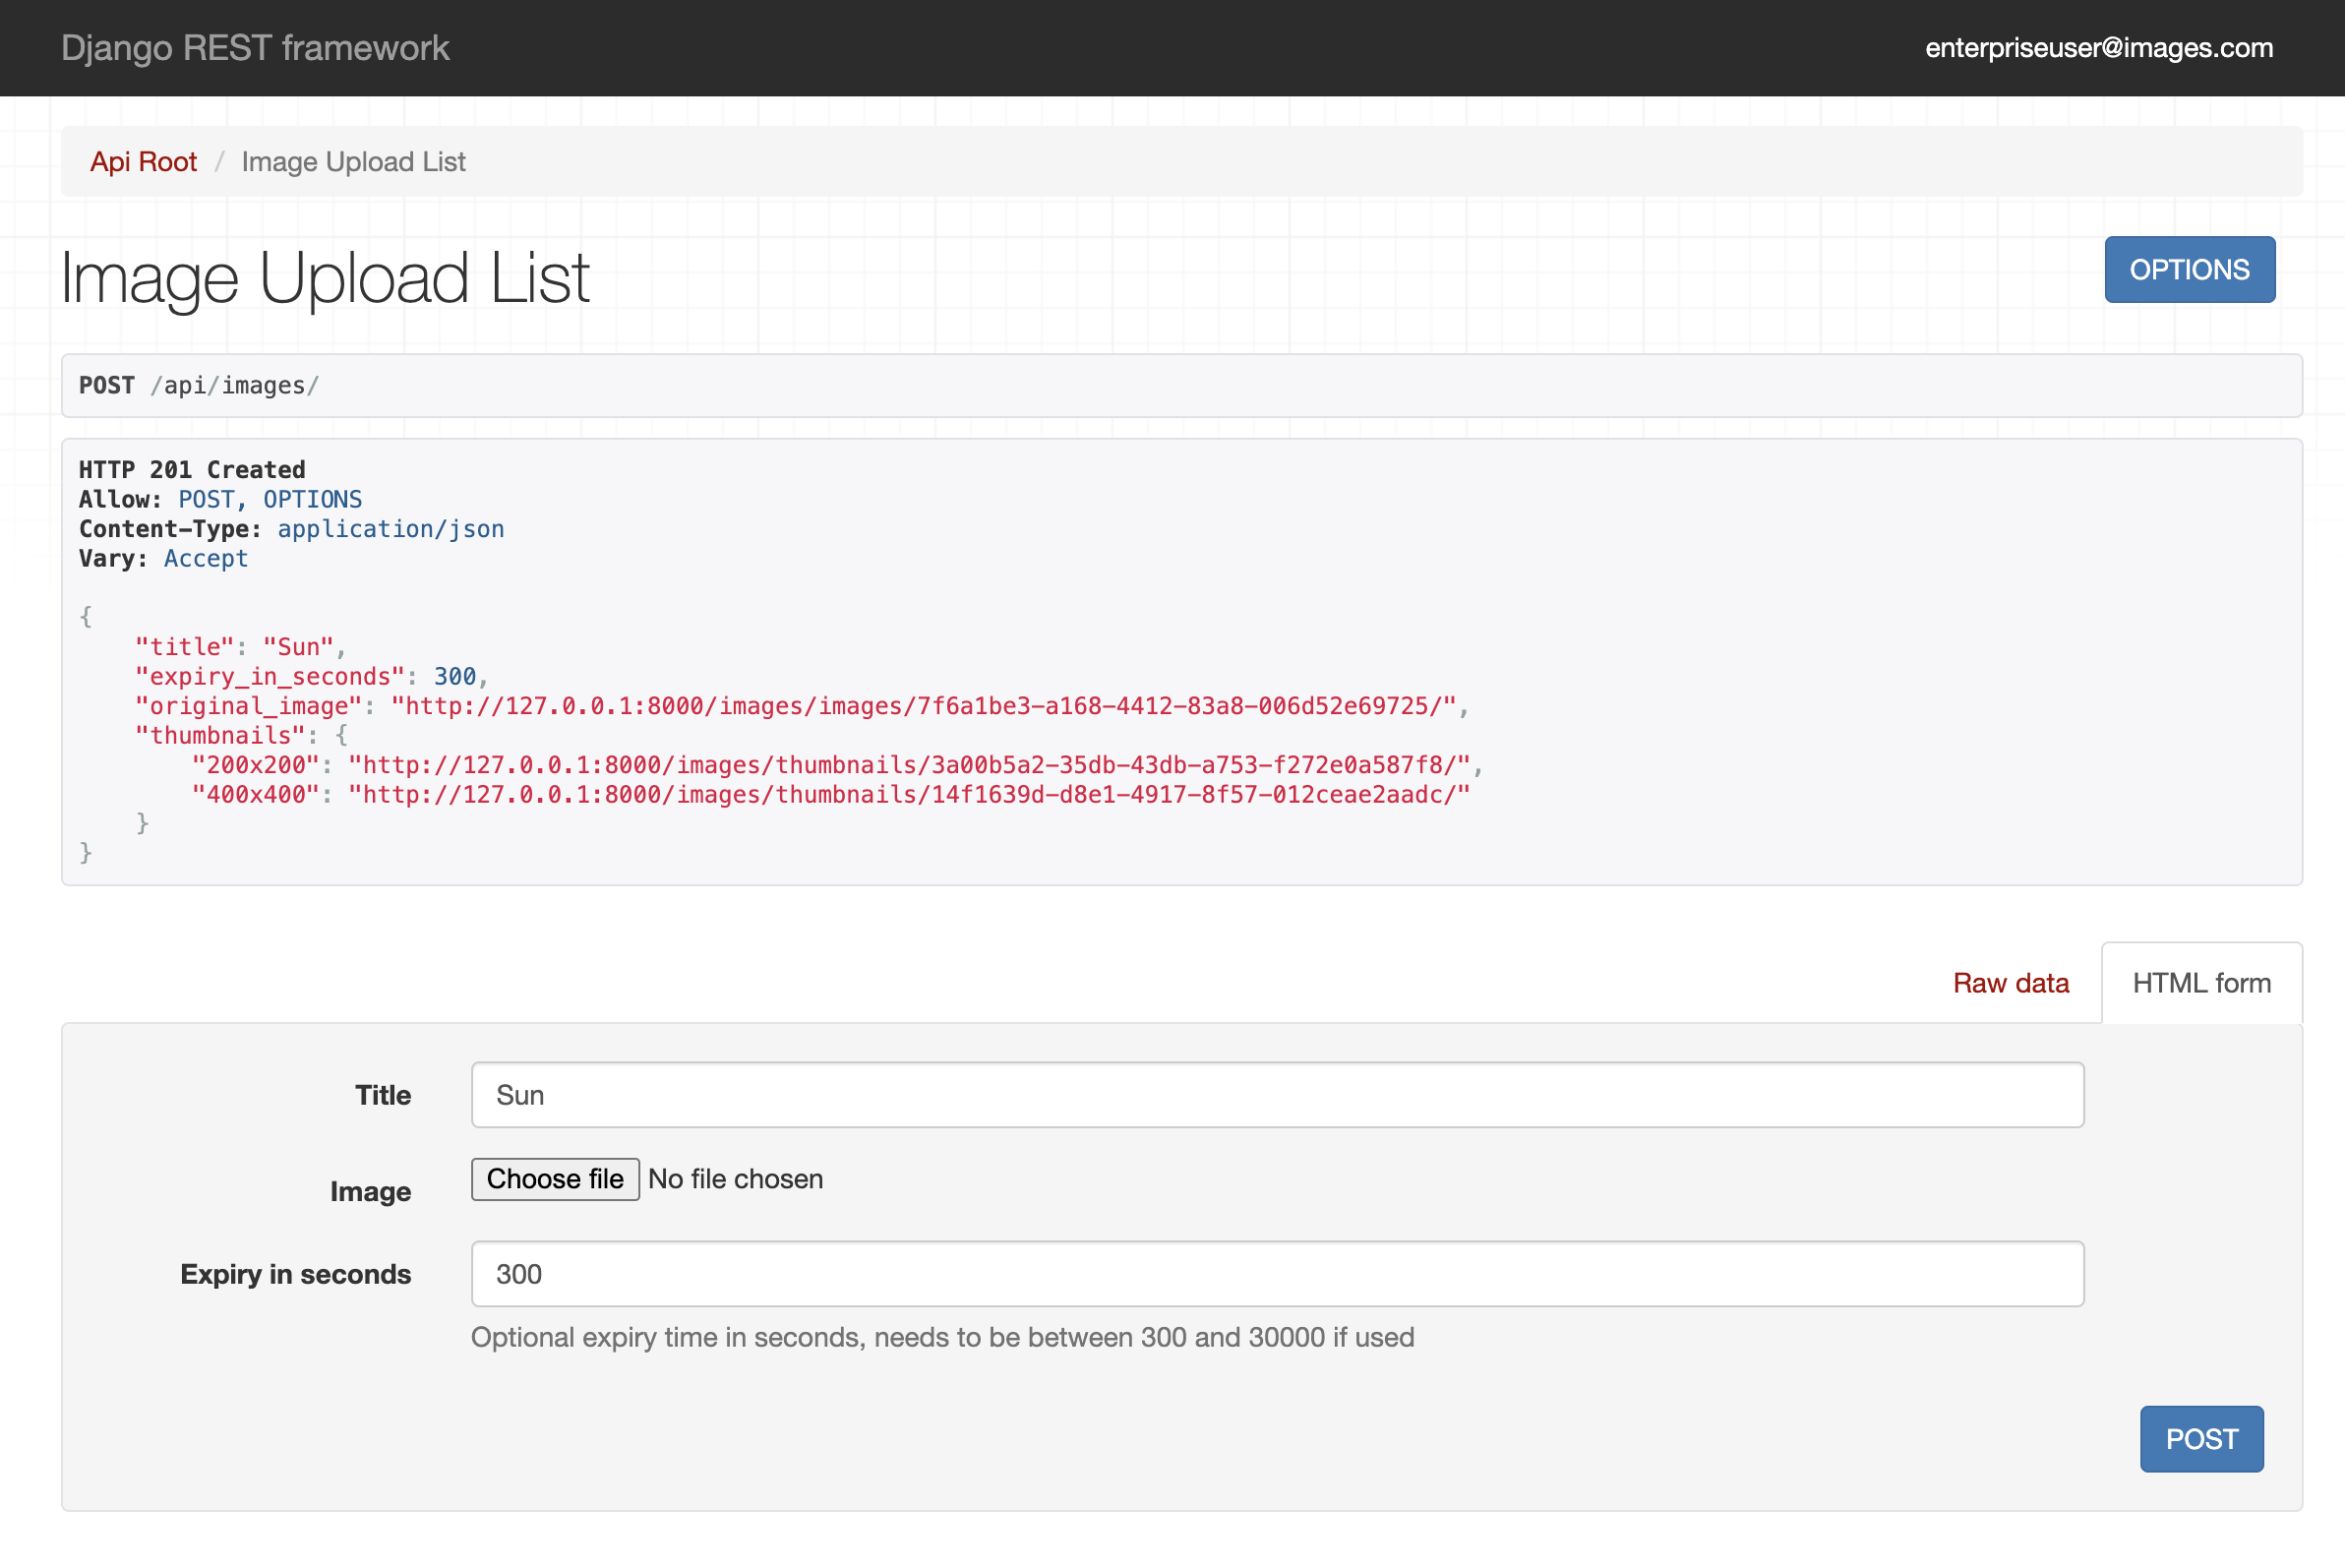 Django REST framework
enterpriseuser@images.com
Api Root / Image Upload List
Image Upload List
OPTIONS
POST /api/images/
HTTP 201 Created
Allow: POST, OPTIONS
Content-Type: application/json
Vary: Accept
{
    "title": "Sun",
    "expiry_in_seconds": 300,
    "original_image": "http://127.0.0.1:8000/images/images/7f6a1be3-a168-4412-83a8-006d52e69725/",
    "thumbnails": {
        "200x200": "http://127.0.0.1:8000/images/thumbnails/3a00b5a2-35db-43db-a753-f272e0a587f8/",
        "400x400": "http://127.0.0.1:8000/images/thumbnails/14f1639d-d8e1-4917-8f57-012ceae2aadc/"
    }
}
Raw data
HTML form
Title
Sun
Image
Choose file No file chosen
Expiry in seconds
300
Optional expiry time in seconds, needs to be between 300 and 30000 if used
POST